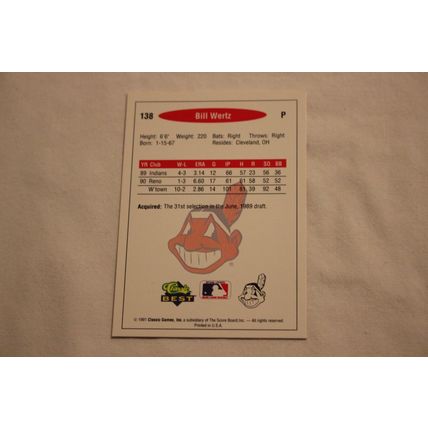 138 Bill Wertz P
Height: 6'6" Weight: 220 Bats: Right Throws: Right
Born: 1-15-67 Resides: Cleveland, OH
YR Club W-L ERA G IP H R SO BB
89 Indians 4-3 3.14 12 66 57 23 56 36
90 Reno 1-3 6.60 17 61 61 58 52 52
W'town 10-2 2.86 14 101 81 39 92 48
Acquired: The 31st selection in the June, 1989 draft.
Classic
BEST
© 1991 Classic Games, Inc. a subsidiary of The Score Board Inc. — All rights reserved.
Printed in U.S.A.